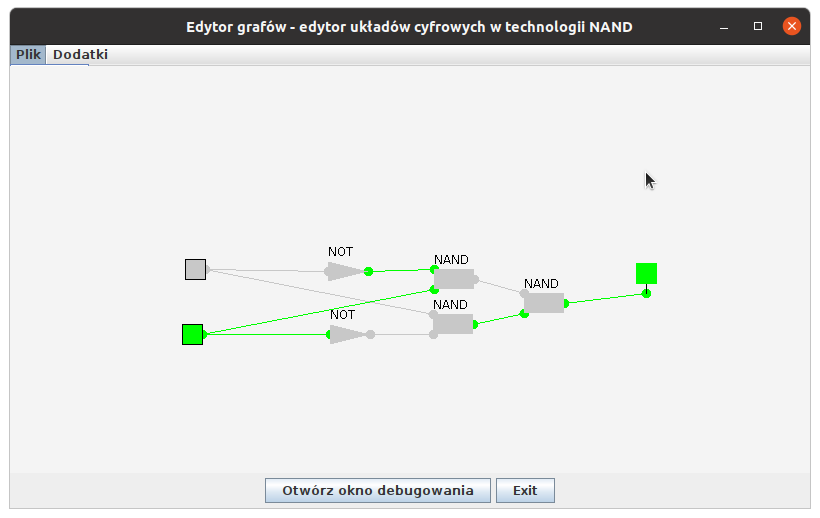 Edytor grafów - edytor układów cyfrowych w technologii NAND
Plik Dodatki
NOT
NAND
NAND
NAND
NOT
Otwórz okno debugowania Exit